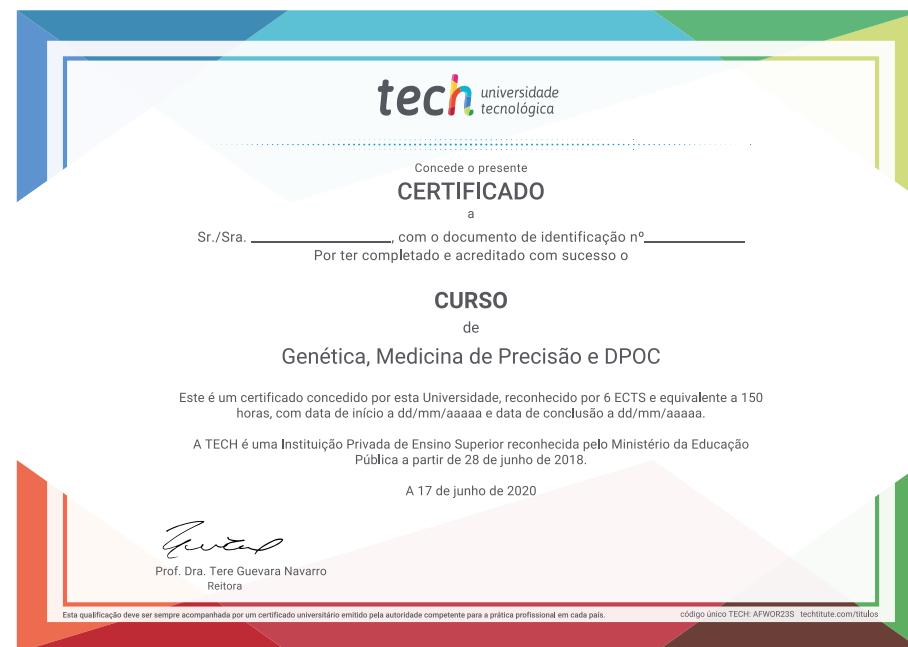 tech universidade
tecnológica
Concede o presente
CERTIFICADO
a
Sr./Sra. ____________________, com o documento de identificação nº______________
Por ter completado e acreditado com sucesso o
CURSO
de
Genética, Medicina de Precisão e DPOC
Este é um certificado concedido por esta Universidade, reconhecido por 6 ECTS e equivalente a 150
horas, com data de início a dd/mm/aaaaa e data de conclusão a dd/mm/aaaaa.
A TECH é uma Instituição Privada de Ensino Superior reconhecida pelo Ministério da Educação
Pública a partir de 28 de junho de 2018.
A 17 de junho de 2020
Prof. Dra. Tere Guevara Navarro
Reitora
Esta qualificação deve ser sempre acompanhada por um certificado universitário emitido pela autoridade competente para a prática profissional em cada país.
código único TECH: AFWOR23S techtitute.com/titulos